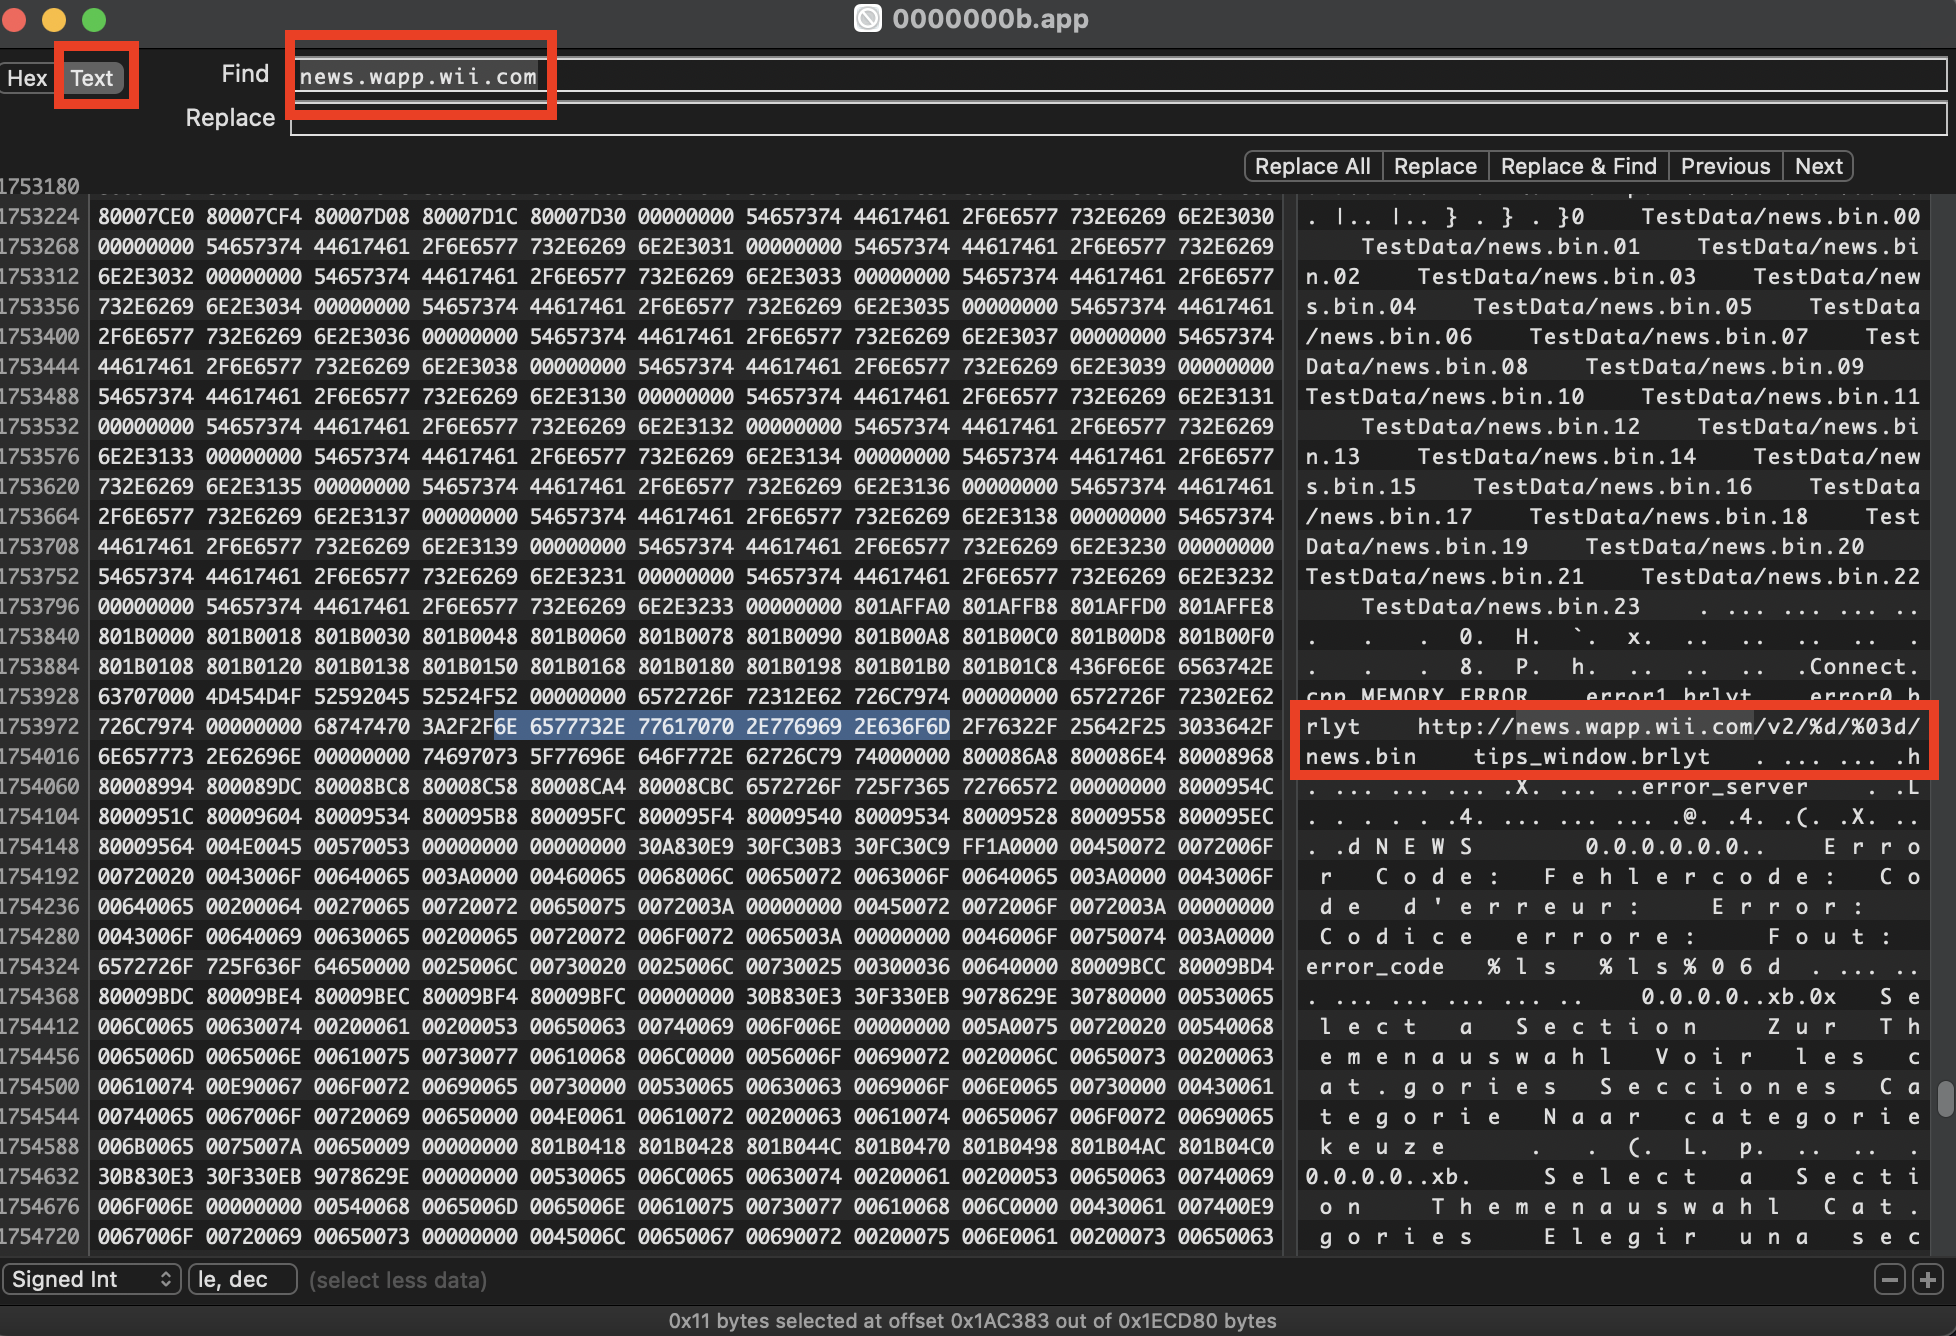 0000000b.app
Hex Text Find news.wapp.wii.com
Replace
Replace All Replace Replace & Find Previous Next
1753180
1753224 80007CE0 80007CF4 80007D08 80007D1C 80007D30 00000000 54657374 44617461 2F6E6577 732E6269 6E2E3030 . |.. |.. } . } . }0 TestData/news.bin.00
1753268 00000000 54657374 44617461 2F6E6577 732E6269 6E2E3031 00000000 54657374 44617461 2F6E6577 732E6269 TestData/news.bin.01 TestData/news.bi
1753312 6E2E3032 00000000 54657374 44617461 2F6E6577 732E6269 6E2E3033 00000000 54657374 44617461 2F6E6577 n.02 TestData/news.bin.03 TestData/new
1753356 732E6269 6E2E3034 00000000 54657374 44617461 2F6E6577 732E6269 6E2E3035 00000000 54657374 44617461 s.bin.04 TestData/news.bin.05 TestData
1753400 2F6E6577 732E6269 6E2E3036 00000000 54657374 44617461 2F6E6577 732E6269 6E2E3037 00000000 54657374 /news.bin.06 TestData/news.bin.07 Test
1753444 44617461 2F6E6577 732E6269 6E2E3038 00000000 54657374 44617461 2F6E6577 732E6269 6E2E3039 00000000 Data/news.bin.08 TestData/news.bin.09
1753488 54657374 44617461 2F6E6577 732E6269 6E2E3130 00000000 54657374 44617461 2F6E6577 732E6269 6E2E3131 TestData/news.bin.10 TestData/news.bin.11
1753532 00000000 54657374 44617461 2F6E6577 732E6269 6E2E3132 00000000 54657374 44617461 2F6E6577 732E6269 TestData/news.bin.12 TestData/news.bi
1753576 6E2E3133 00000000 54657374 44617461 2F6E6577 732E6269 6E2E3134 00000000 54657374 44617461 2F6E6577 n.13 TestData/news.bin.14 TestData/new
1753620 732E6269 6E2E3135 00000000 54657374 44617461 2F6E6577 732E6269 6E2E3136 00000000 54657374 44617461 s.bin.15 TestData/news.bin.16 TestData
1753664 2F6E6577 732E6269 6E2E3137 00000000 54657374 44617461 2F6E6577 732E6269 6E2E3138 00000000 54657374 /news.bin.17 TestData/news.bin.18 Test
1753708 44617461 2F6E6577 732E6269 6E2E3139 00000000 54657374 44617461 2F6E6577 732E6269 6E2E3230 00000000 Data/news.bin.19 TestData/news.bin.20
1753752 54657374 44617461 2F6E6577 732E6269 6E2E3231 00000000 54657374 44617461 2F6E6577 732E6269 6E2E3232 TestData/news.bin.21 TestData/news.bin.22
1753796 00000000 54657374 44617461 2F6E6577 732E6269 6E2E3233 00000000 801AFFA0 801AFFB8 801AFFD0 801AFFE8 TestData/news.bin.23 . ... ... ... ..
1753840 801B0000 801B0018 801B0030 801B0048 801B0060 801B0078 801B0090 801B00A8 801B00C0 801B00D8 801B00F0 . . . 0. H. `. x. .. .. .. .. .
1753884 801B0108 801B0120 801B0138 801B0150 801B0168 801B0180 801B0198 801B01B0 801B01C8 436F6E6E 6563742E . . . 8. P. h. .. .. .. .Connect.
1753928 63707000 4D454D4F 52592045 52524F52 00000000 6572726F 72312E62 726C7974 00000000 6572726F 72302E62 cpp MEMORY ERROR error1.brlyt error0.b
1753972 726C7974 00000000 68747470 3A2F2F6E 6577732E 77617070 2E776969 2E636F6D 2F76322F 25642F25 3033642F rlyt http://news.wapp.wii.com/v2/%d/%03d/
1754016 6E657773 2E62696E 00000000 74697073 5F77696E 646F772E 62726C79 74000000 800086A8 800086E4 80008968 news.bin tips_window.brlyt . ... ... .h
1754060 80008994 800089DC 80008BC8 80008C58 80008CA4 80008CBC 6572726F 725F7365 72766572 00000000 8000954C . ... ... ... .X. ... ..error_server . .L
1754104 8000951C 80009604 80009534 800095B8 800095FC 800095F4 80009540 80009534 80009528 80009558 800095EC . . . . . .4. ... ... ... .@. .4. .(. .X. ..
1754148 80009564 004E0045 00570053 00000000 00000000 30A830E9 30FC30B3 30FC30C9 FF1A0000 00450072 0072006F . .d N E W S 0.0.0.0.0.0.. E r r o
1754192 00720020 0043006F 00640065 003A0000 00460065 0068006C 00650072 0063006F 00640065 003A0000 0043006F r C o d e : F e h l e r c o d e : C o
1754236 00640065 00200064 00270065 00720072 00650075 0072003A 00000000 00450072 0072006F 0072003A 00000000 d e d ' e r r e u r : E r r o r :
1754280 0043006F 00640069 00630065 00200065 00720072 006F0072 0065003A 00000000 0046006F 00750074 003A0000 C o d i c e e r r o r e : F o u t :
1754324 6572726F 725F636F 64650000 0025006C 00730020 0025006C 00730025 00300036 00640000 80009BCC 80009BD4 error_code % l s % l s % 0 6 d . ... ..
1754368 80009BDC 80009BE4 80009BEC 80009BF4 80009BFC 00000000 30B830E3 30F330EB 9078629E 30780000 00530065 . ... ... ... ... .. 0.0.0.0..xb.0x S e
1754412 006C0065 00630074 00200061 00200053 00650063 00740069 006F006E 00000000 005A0075 00720020 00540068 l e c t a S e c t i o n Z u r T h
1754456 0065006D 0065006E 00610075 00730077 00610068 006C0000 0056006F 00690072 0020006C 00650073 00200063 e m e n a u s w a h l V o i r l e s c
1754500 00610074 00E90067 006F0072 00690065 00730000 00530065 00630063 0069006F 006E0065 00730000 00430061 a t . g o r i e s S e c c i o n e s C a
1754544 00740065 0067006F 00720069 00650000 004E0061 00610072 00200063 00610074 00650067 006F0072 00690065 t e g o r i e N a a r c a t e g o r i e
1754588 006B0065 0075007A 00650009 00000000 801B0418 801B0428 801B044C 801B0470 801B0498 801B04AC 801B04C0 k e u z e . . (. L. p. .. .. .
1754632 30B830E3 30F330EB 9078629E 00000000 00530065 006C0065 00630074 00200061 00200053 00650063 00740069 0.0.0.0..xb. S e l e c t a S e c t i
1754676 006F006E 00000000 00540068 0065006D 0065006E 00610075 00730077 00610068 006C0000 00430061 007400E9 o n T h e m e n a u s w a h l C a t .
1754720 0067006F 00720069 00650073 00000000 0045006C 00650067 00690072 00200075 006E0061 00200073 00650063 g o r i e s E l e g i r u n a s e c
Signed Int le, dec (select less data)
0x11 bytes selected at offset 0x1AC383 out of 0x1ECD80 bytes